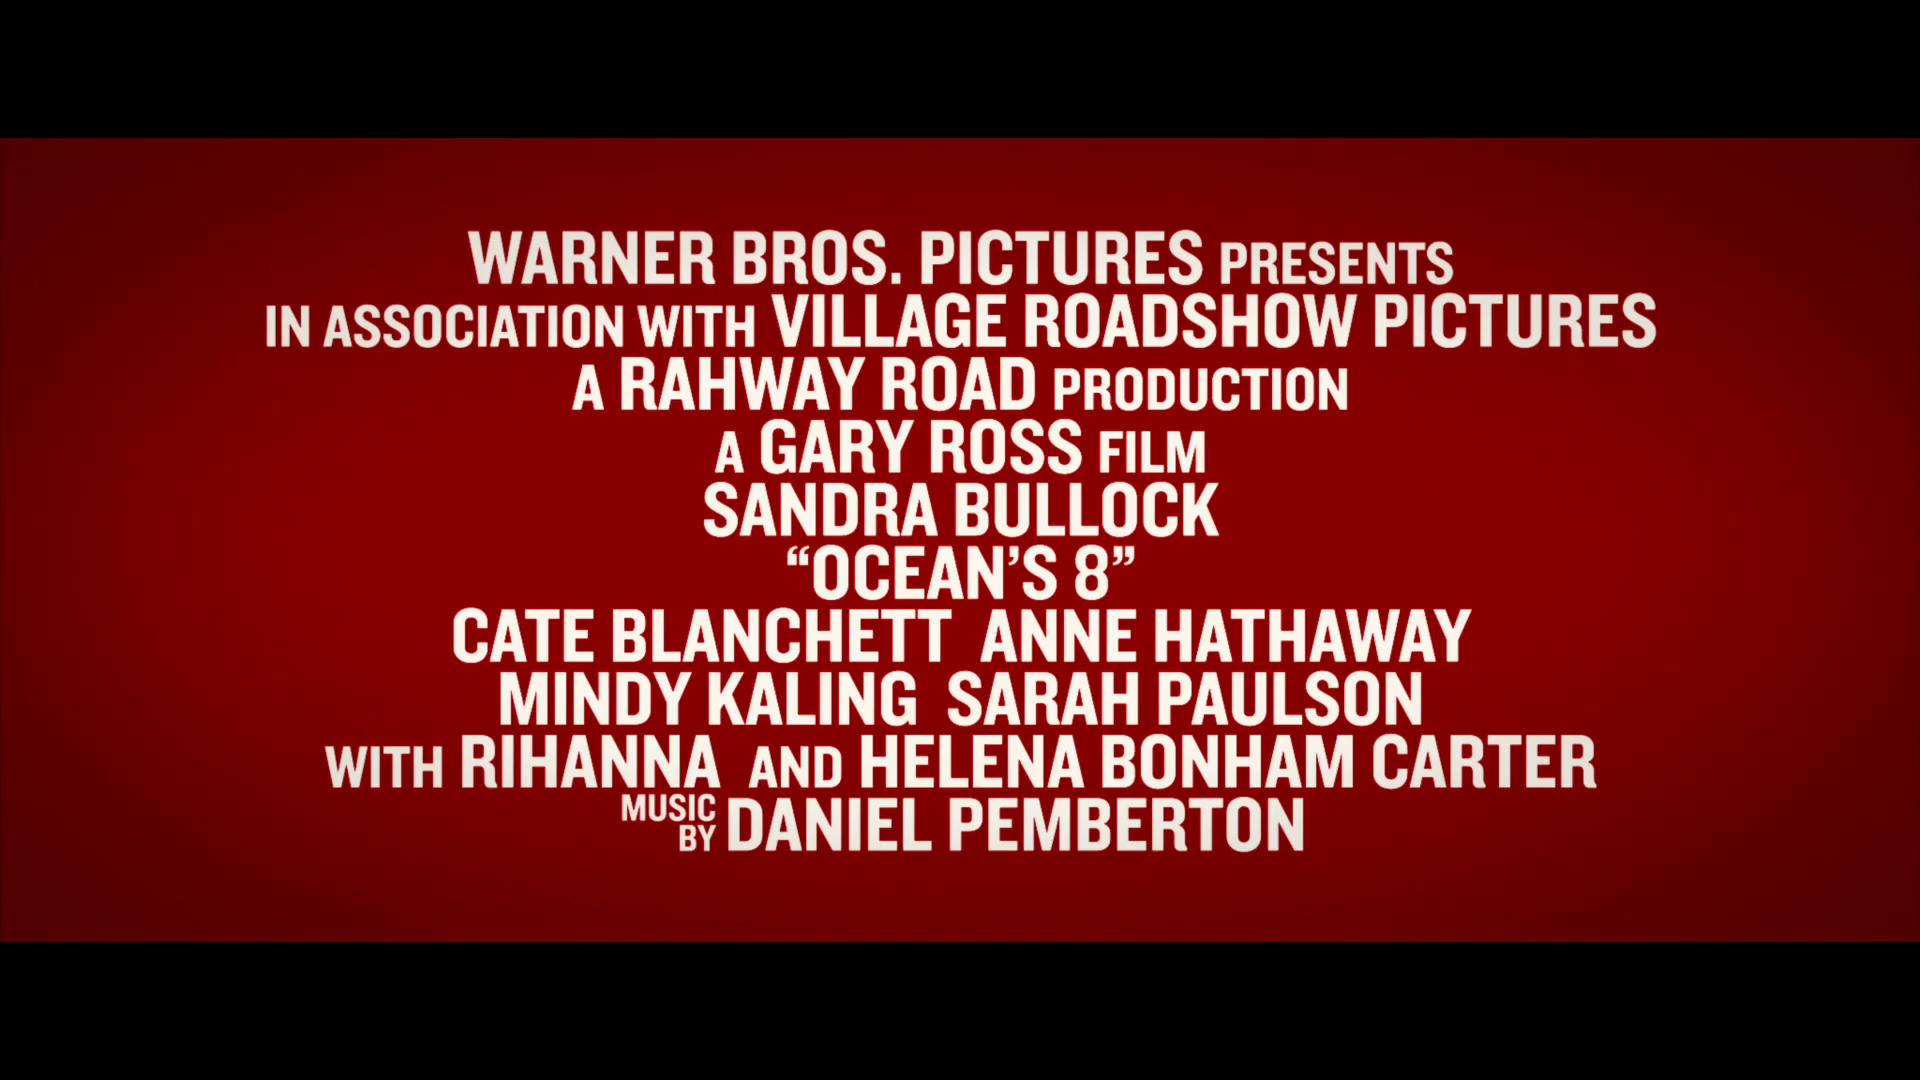 WARNER BROS. PICTURES PRESENTS
IN ASSOCIATION WITH VILLAGE ROADSHOW PICTURES
A RAHWAY ROAD PRODUCTION
A GARY ROSS FILM
SANDRA BULLOCK
“OCEAN’S 8”
CATE BLANCHETT ANNE HATHAWAY
MINDY KALING SARAH PAULSON
WITH RIHANNA AND HELENA BONHAM CARTER
MUSIC BY DANIEL PEMBERTON